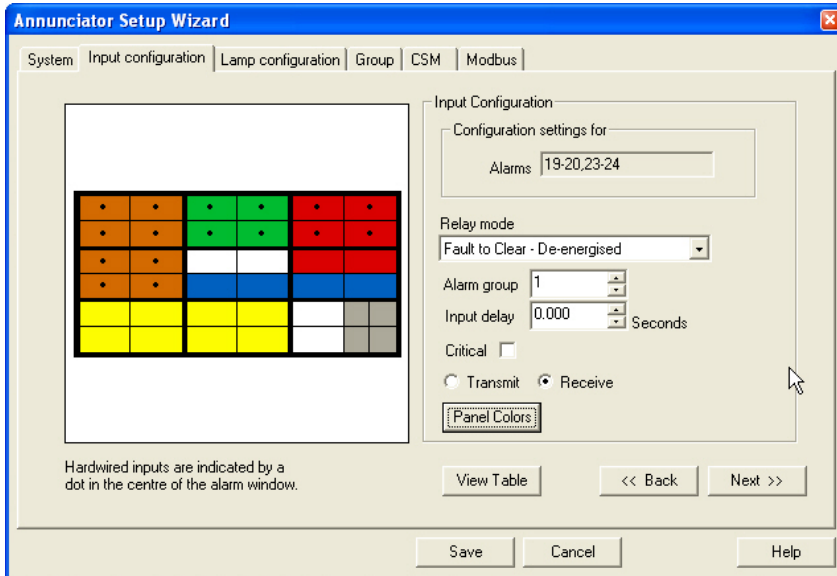 Annunciator Setup Wizard
System Input configuration Lamp configuration Group CSM Modbus
Input Configuration
Configuration settings for
Alarms 19-20,23-24
Relay mode
Fault to Clear - De-energised
Alarm group 1
Input delay 0.000 Seconds
Critical
Transmit Receive
Panel Colors
Hardwired inputs are indicated by a
dot in the centre of the alarm window.
View Table << Back Next >>
Save Cancel Help